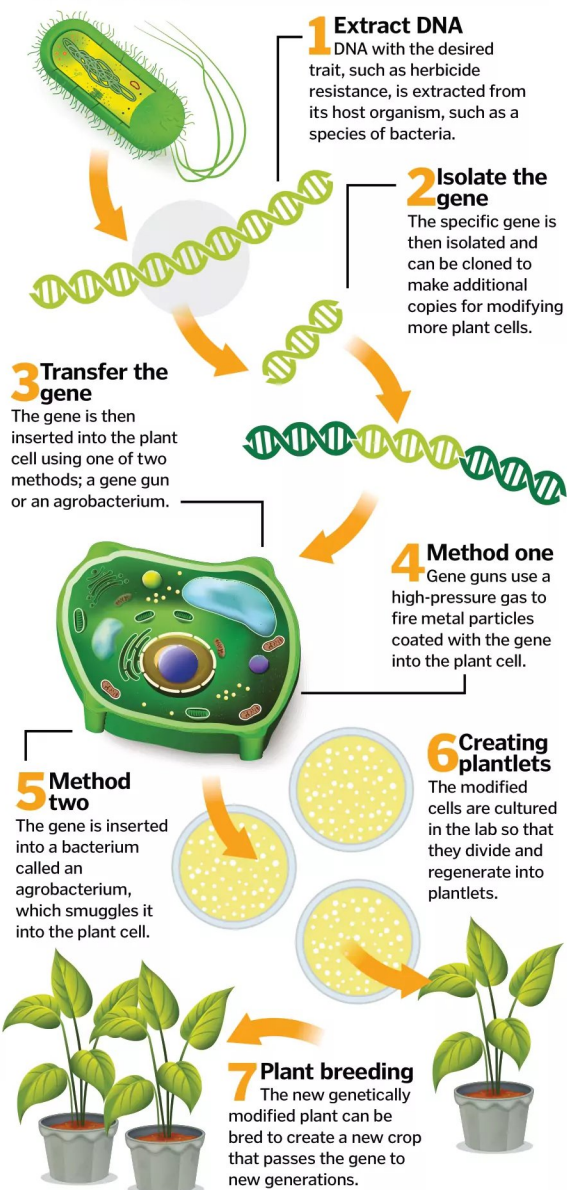 1 Extract DNA
DNA with the desired
trait, such as herbicide
resistance, is extracted from
its host organism, such as a
species of bacteria.
2 Isolate the
gene
The specific gene is
then isolated and
can be cloned to
make additional
copies for modifying
more plant cells.
3 Transfer the
gene
The gene is then
inserted into the plant
cell using one of two
methods; a gene gun
or an agrobacterium.
4 Method one
Gene guns use a
high-pressure gas to
fire metal particles
coated with the gene
into the plant cell.
5 Method
two
The gene is inserted
into a bacterium
called an
agrobacterium,
which smuggles it
into the plant cell.
6 Creating
plantlets
The modified
cells are cultured
in the lab so that
they divide and
regenerate into
plantlets.
7 Plant breeding
The new genetically
modified plant can be
bred to create a new crop
that passes the gene to
new generations.